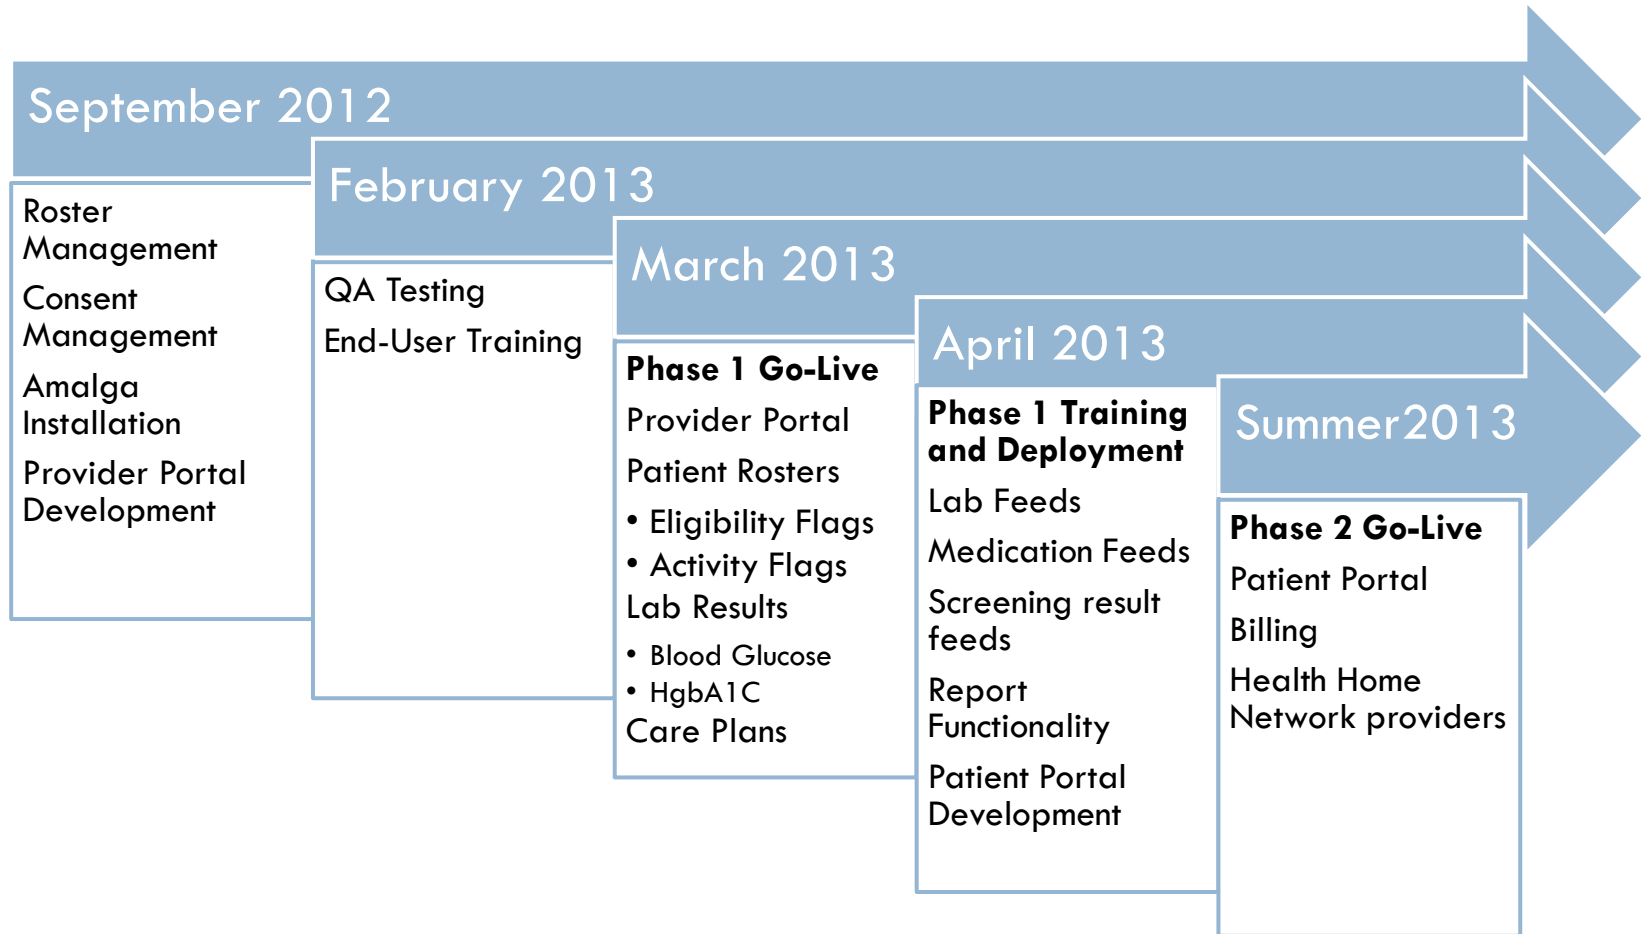 September 2012
Roster
Management
Consent
Management
Amalga
Installation
Provider Portal
Development
February 2013
QA Testing
End-User Training
March 2013
Phase 1 Go-Live
Provider Portal
Patient Rosters
• Eligibility Flags
• Activity Flags
Lab Results
• Blood Glucose
• HgbA1C
Care Plans
April 2013
Phase 1 Training
and Deployment
Lab Feeds
Medication Feeds
Screening result
feeds
Report
Functionality
Patient Portal
Development
Summer2013
Phase 2 Go-Live
Patient Portal
Billing
Health Home
Network providers